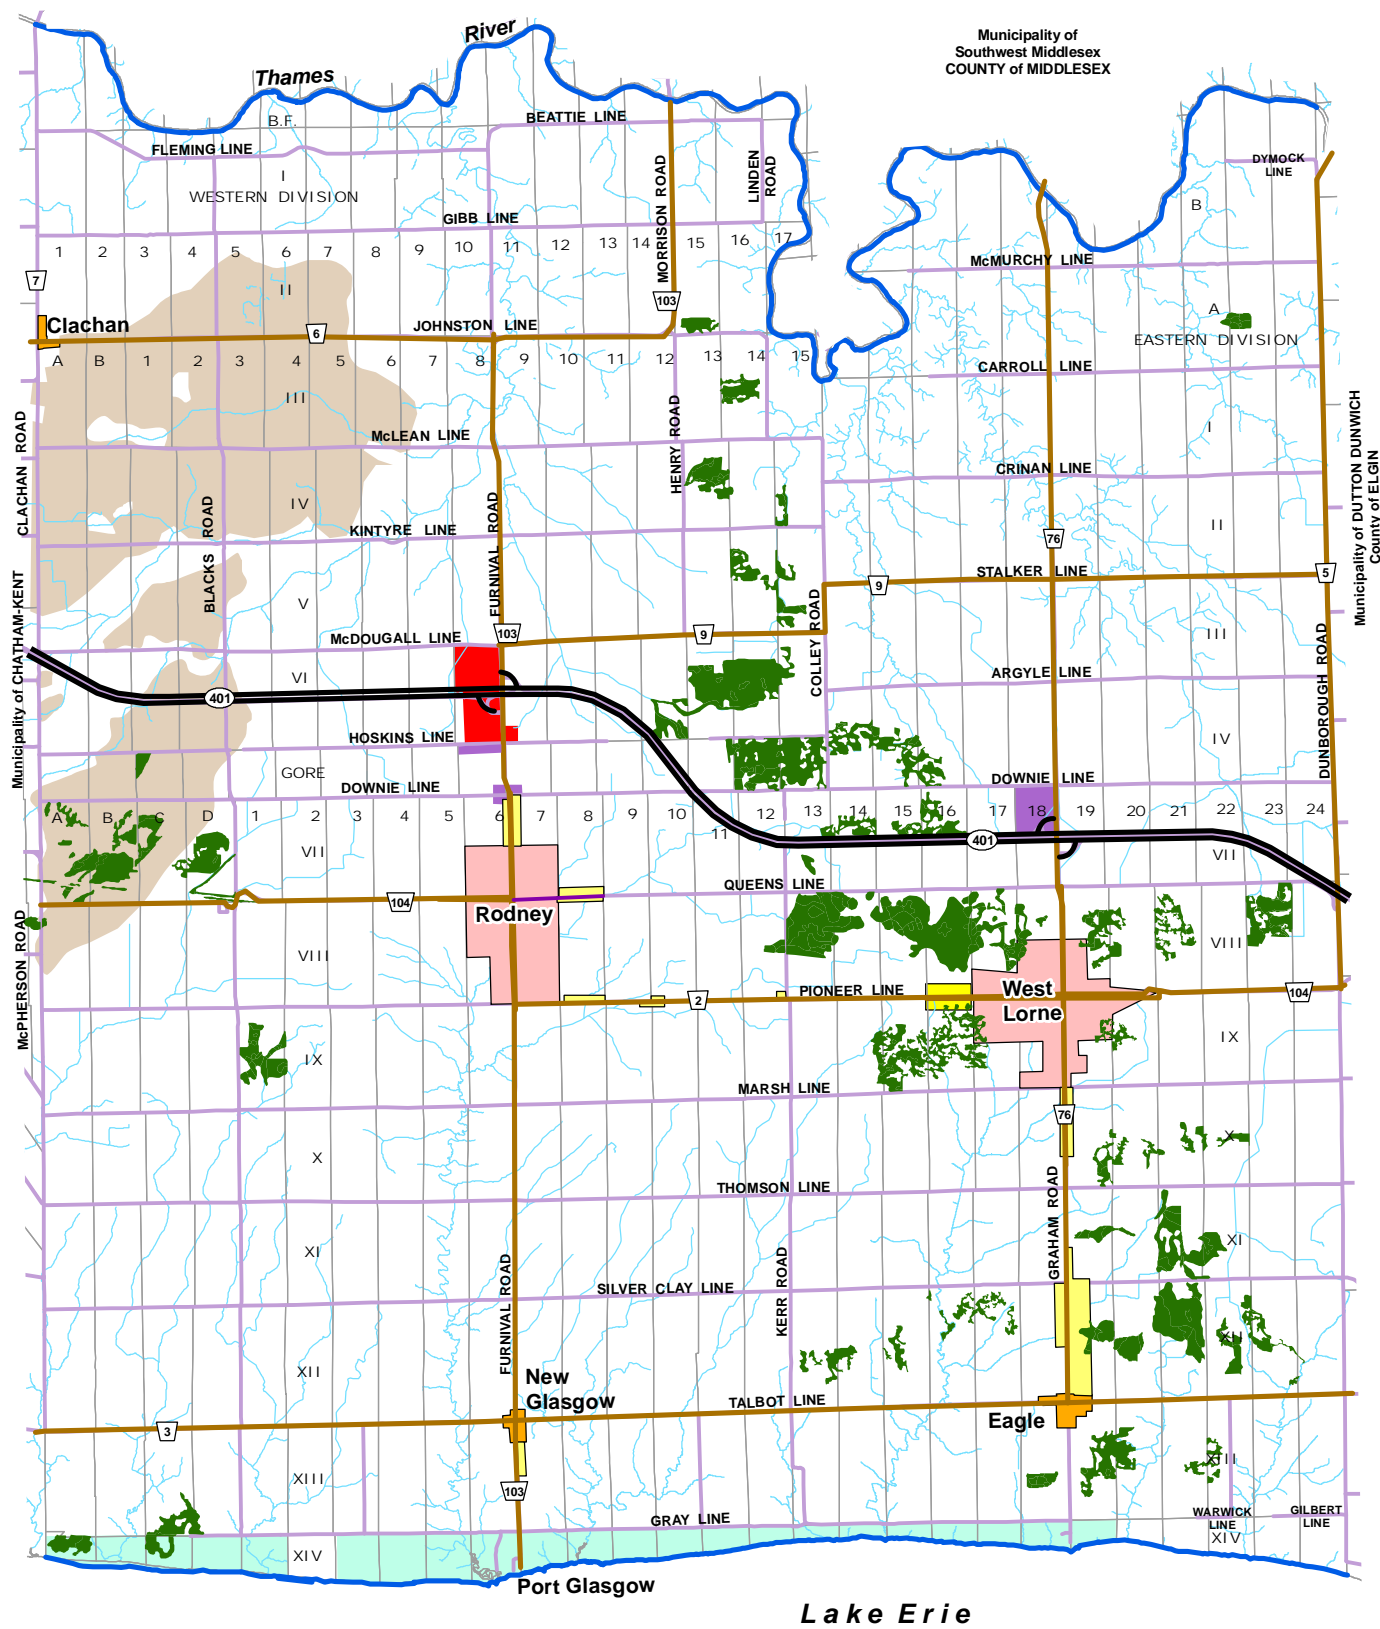 Municipality of
Southwest Middlesex
COUNTY of MIDDLESEX
River
Thames
B.F.
BEATTIE LINE
FLEMING LINE
DYMOCK
LINE
I
WESTERN DIVISION
MORRISON ROAD
LINDEN
ROAD
B
GIBB LINE
1 2 3 4 5 6 7 8 9 10 11 12 13 14 15 16 17
McMURCHY LINE
7
II
103
A
Clachan
6
JOHNSTON LINE
EASTERN DIVISION
A B 1 2 3 4 5 6 7 8 9 10 11 12 13 14 15
CARROLL LINE
III
HENRY ROAD
McLEAN LINE
I
CLACHAN ROAD
CRINAN LINE
Municipality of DUTTON DUNWICH
County of ELGIN
IV
BLACKS ROAD
FURNIVAL ROAD
KINTYRE LINE
II
76
STALKER LINE
5
9
V
COLLEY ROAD
McDOUGALL LINE
103
9
III
Municipality of CHATHAM-KENT
VI
ARGYLE LINE
DUNBOROUGH ROAD
401
HOSKINS LINE
IV
GORE
DOWNIE LINE
DOWNIE LINE
A B C D 1 2 3 4 5 6 7 8 9 10 11 12 13 14 15 16 17 18 19 20 21 22 23 24
401
VII
VII
QUEENS LINE
104
Rodney
McPHERSON ROAD
VIII
VIII
West
Lorne
PIONEER LINE
2
104
IX
IX
MARSH LINE
76
X
X
THOMSON LINE
GRAHAM ROAD
XI
XI
FURNIVAL ROAD
KERR ROAD
SILVER CLAY LINE
XII
XII
New
Glasgow
TALBOT LINE
Eagle
3
XIII
XIII
103
GRAY LINE
WARWICK
LINE
GILBERT
LINE
XIV
XIV
Port Glasgow
Lake Erie